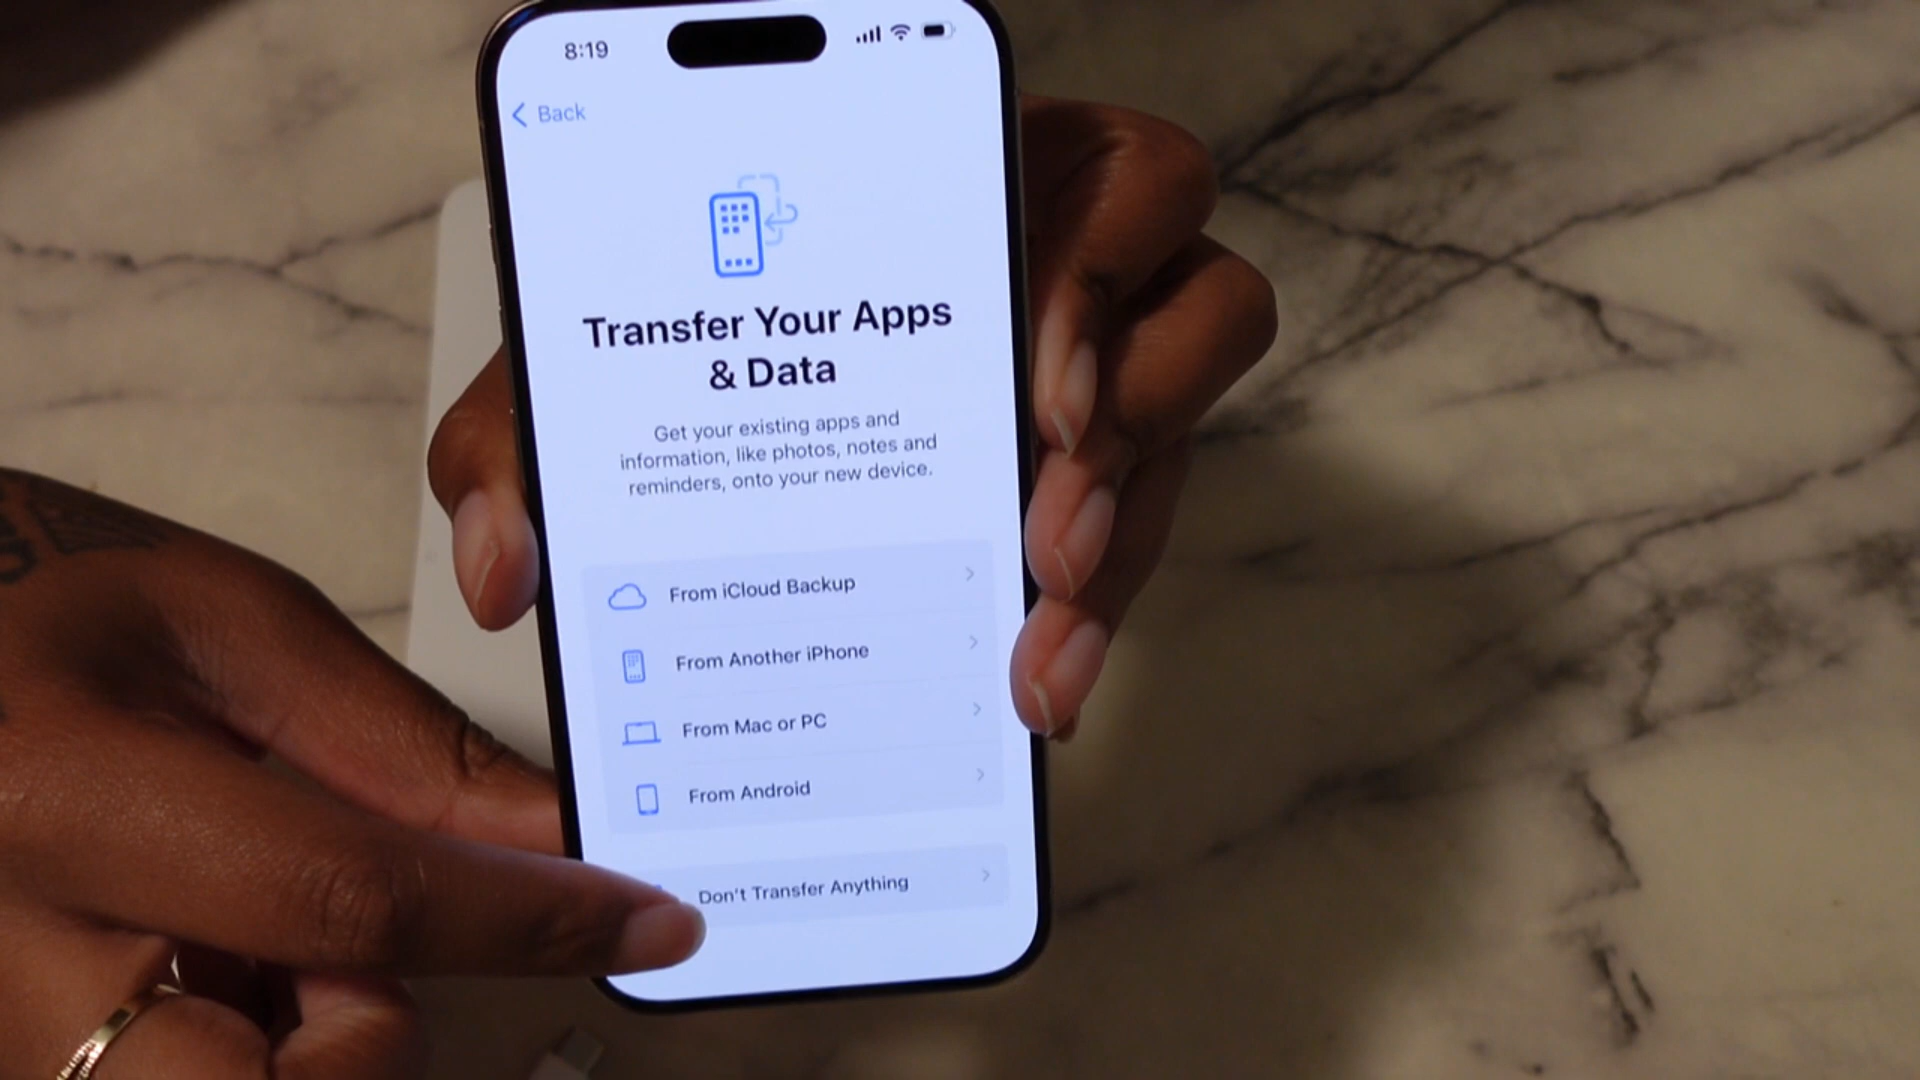 8:19
Back
Transfer Your Apps
& Data
Get your existing apps and
information, like photos, notes and
reminders, onto your new device.
From iCloud Backup
From Another iPhone
From Mac or PC
From Android
Don't Transfer Anything